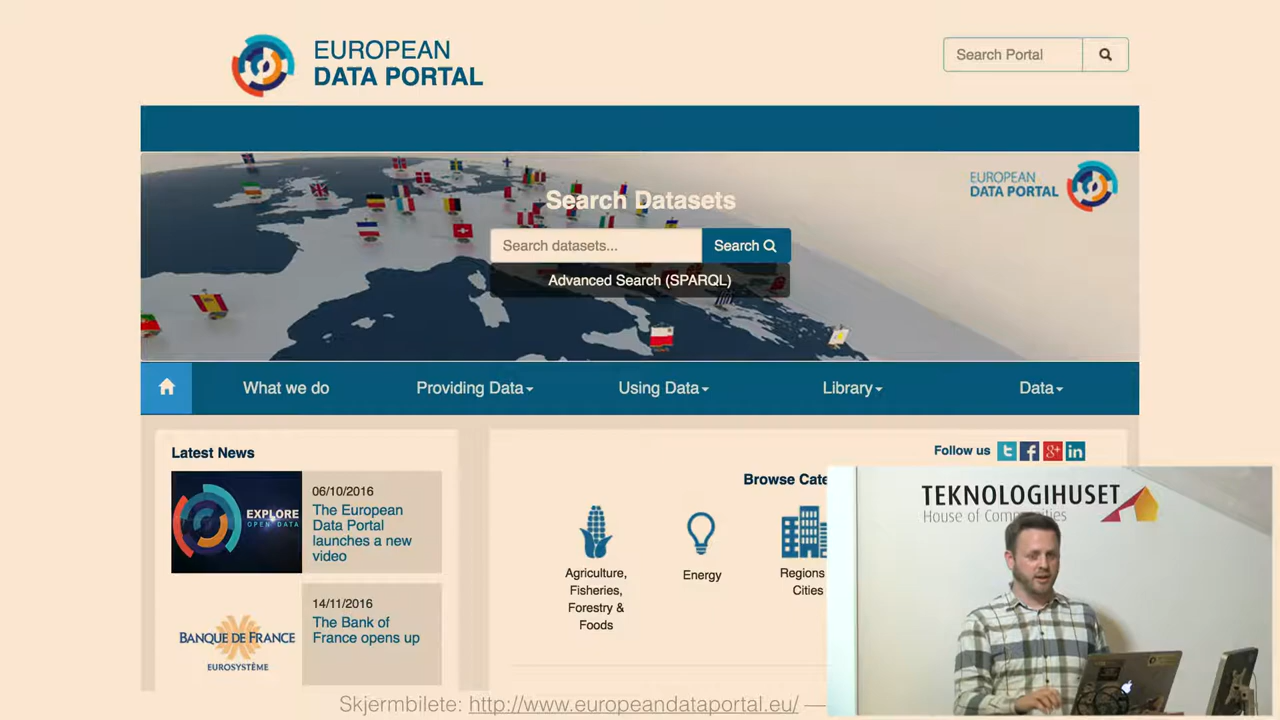 EUROPEAN
DATA PORTAL
Search Portal
EUROPEAN
DATA PORTAL
Search Datasets
Search datasets...
Search
Advanced Search (SPARQL)
What we do
Providing Data
Using Data
Library
Data
Latest News
EXPLORE
OPEN DATA
06/10/2016
The European
Data Portal
launches a new
video
BANQUE DE FRANCE
EUROSYSTÈME
14/11/2016
The Bank of
France opens up
Follow us
Browse Cate
Agriculture,
Fisheries,
Forestry &
Foods
Energy
Regions
Cities
TEKNOLOGIHUSET
House of Communities
Skjermbilete: http://www.europeandataportal.eu/ —